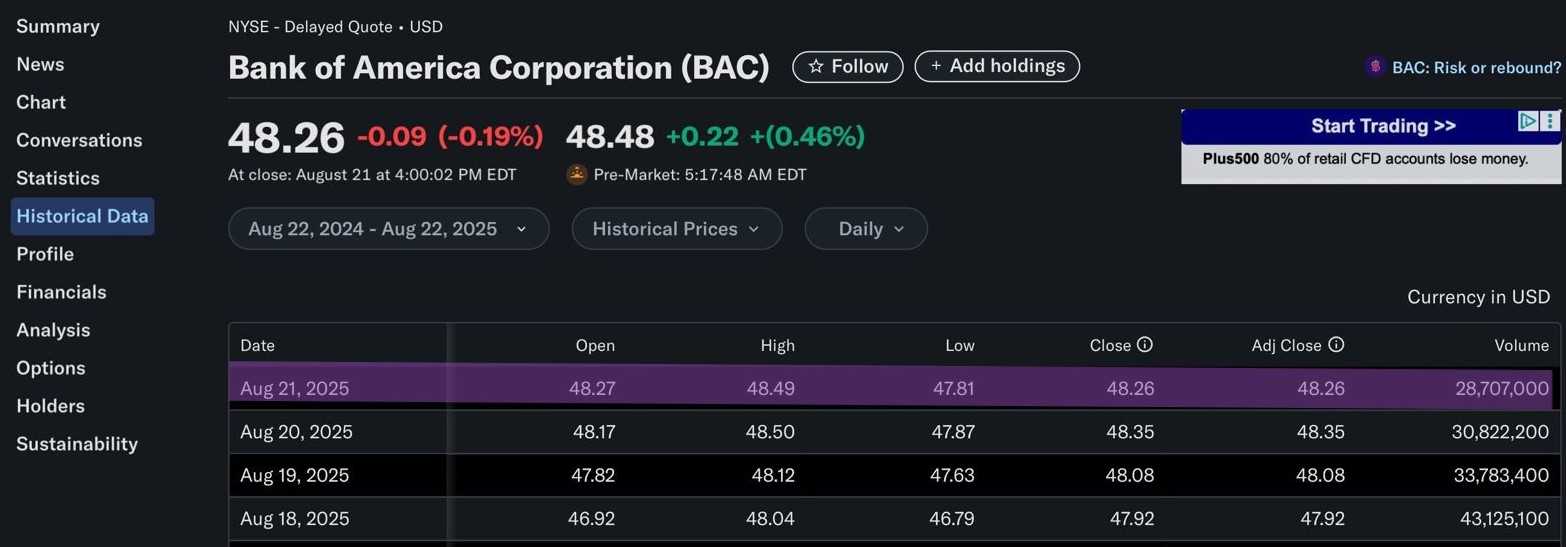 Summary
News
Chart
Conversations
Statistics
Historical Data
Profile
Financials
Analysis
Options
Holders
Sustainability
NYSE - Delayed Quote • USD
Bank of America Corporation (BAC) ☆ Follow + Add holdings
BAC: Risk or rebound?
48.26 -0.09 (-0.19%) 48.48 +0.22 +(0.46%)
At close: August 21 at 4:00:02 PM EDT Pre-Market: 5:17:48 AM EDT
Start Trading >>
Plus500 80% of retail CFD accounts lose money.
Aug 22, 2024 - Aug 22, 2025 Historical Prices Daily
Currency in USD
Date Open High Low Close Adj Close Volume
Aug 21, 2025 48.27 48.49 47.81 48.26 48.26 28,707,000
Aug 20, 2025 48.17 48.50 47.87 48.35 48.35 30,822,200
Aug 19, 2025 47.82 48.12 47.63 48.08 48.08 33,783,400
Aug 18, 2025 46.92 48.04 46.79 47.92 47.92 43,125,100